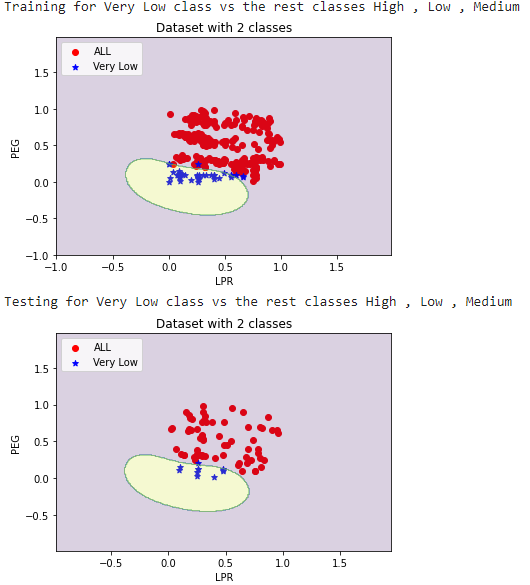 Training for Very Low class vs the rest classes High , Low , Medium
Dataset with 2 classes
ALL
Very Low
1.5
1.0
0.5
0.0
−0.5
−1.0
PEG
−1.0 −0.5 0.0 0.5 1.0 1.5
LPR
Testing for Very Low class vs the rest classes High , Low , Medium
Dataset with 2 classes
ALL
Very Low
1.5
1.0
0.5
0.0
−0.5
PEG
−0.5 0.0 0.5 1.0 1.5
LPR